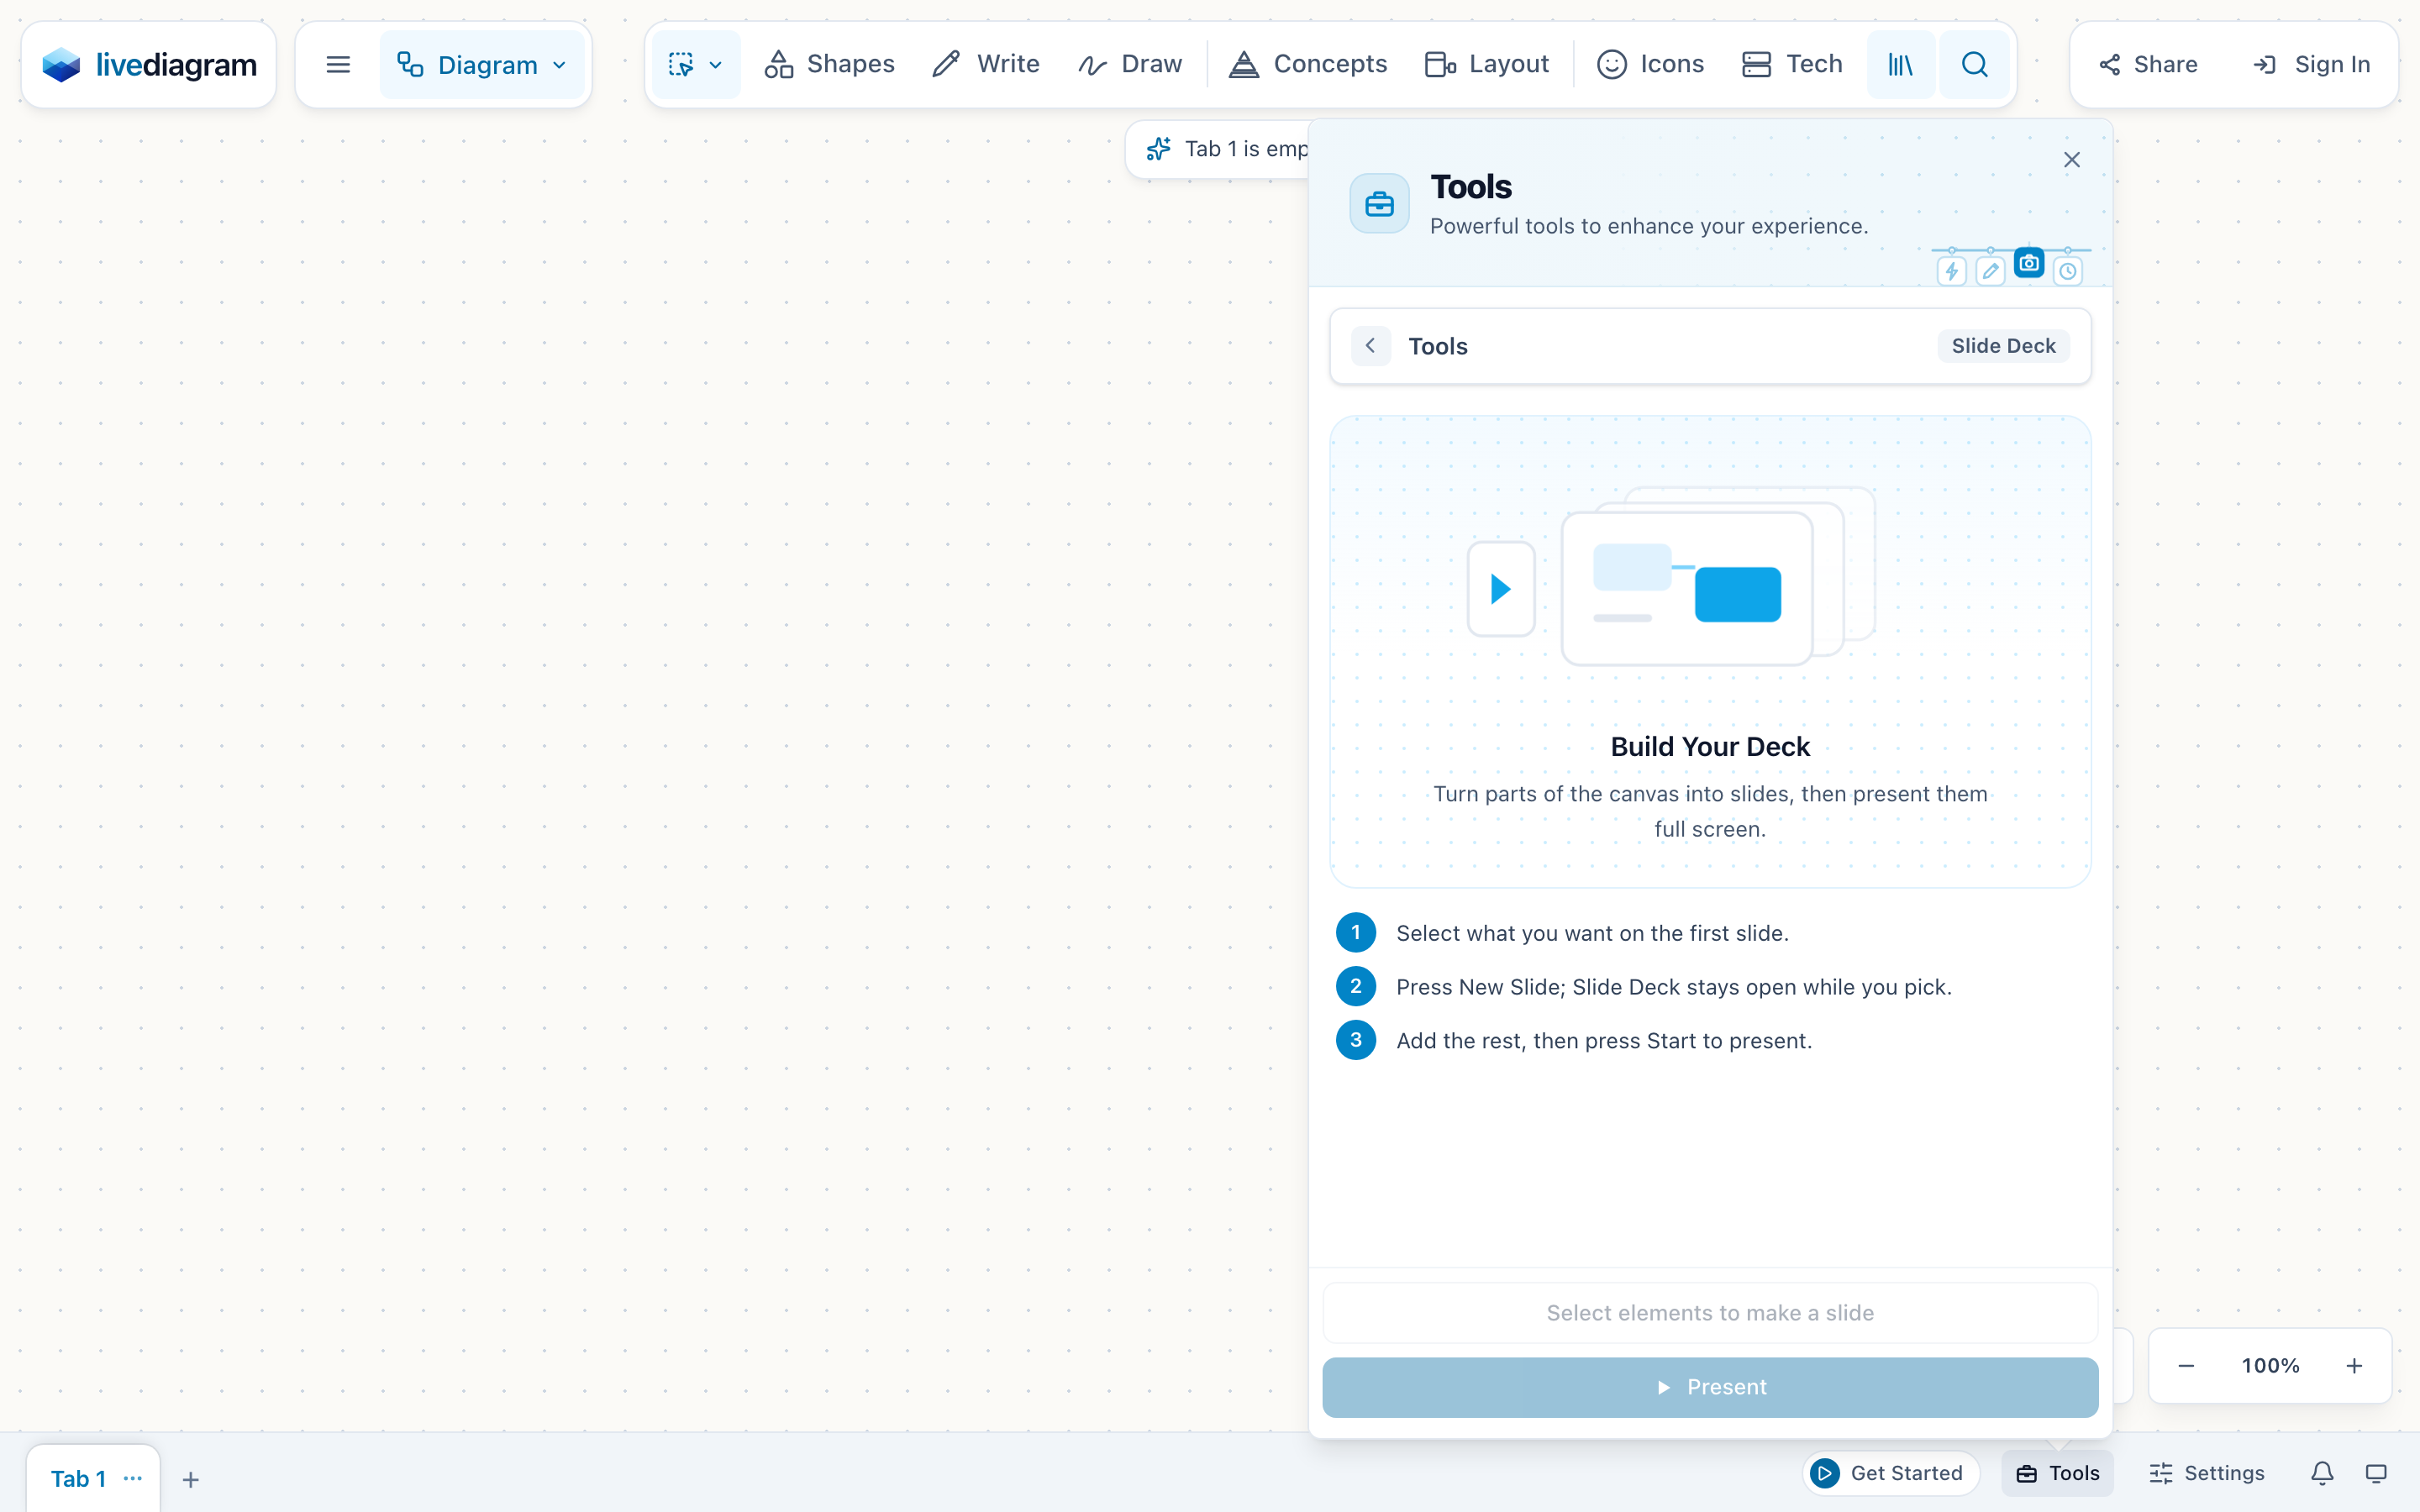 livediagram
Diagram
Shapes
Write
Draw
Concepts
Layout
Icons
Tech
Share
Sign In
Tab 1 is emp
Tools
Powerful tools to enhance your experience.
Tools
Slide Deck
Build Your Deck
Turn parts of the canvas into slides, then present them
full screen.
1 Select what you want on the first slide.
2 Press New Slide; Slide Deck stays open while you pick.
3 Add the rest, then press Start to present.
Select elements to make a slide
Present
100%
Tab 1
Get Started
Tools
Settings